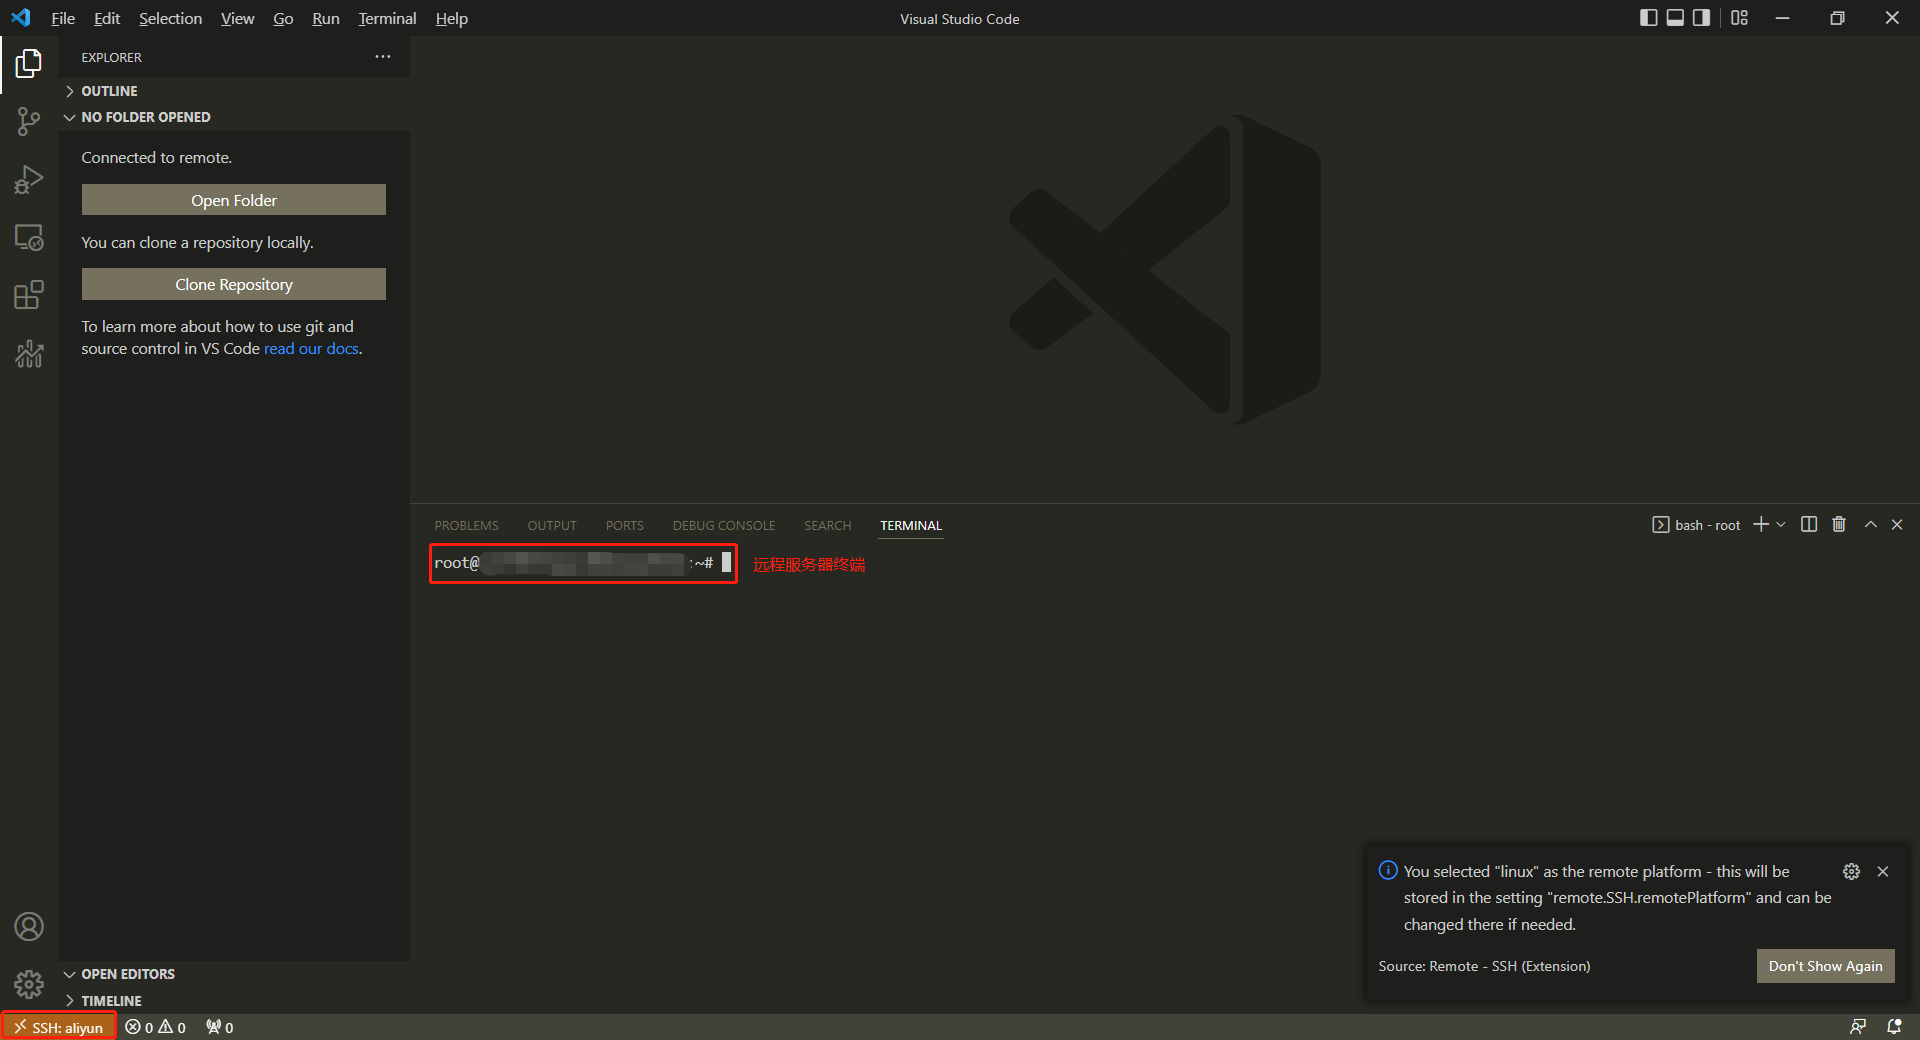 File Edit Selection View Go Run Terminal Help
Visual Studio Code
EXPLORER
OUTLINE
NO FOLDER OPENED
Connected to remote.
Open Folder
You can clone a repository locally.
Clone Repository
To learn more about how to use git and
source control in VS Code read our docs.
PROBLEMS OUTPUT PORTS DEBUG CONSOLE SEARCH TERMINAL
bash - root
root@ :~#
远程服务器终端
You selected "linux" as the remote platform - this will be
stored in the setting "remote.SSH.remotePlatform" and can be
changed there if needed.
Source: Remote - SSH (Extension)
Don't Show Again
OPEN EDITORS
TIMELINE
SSH: aliyun 0 0 0